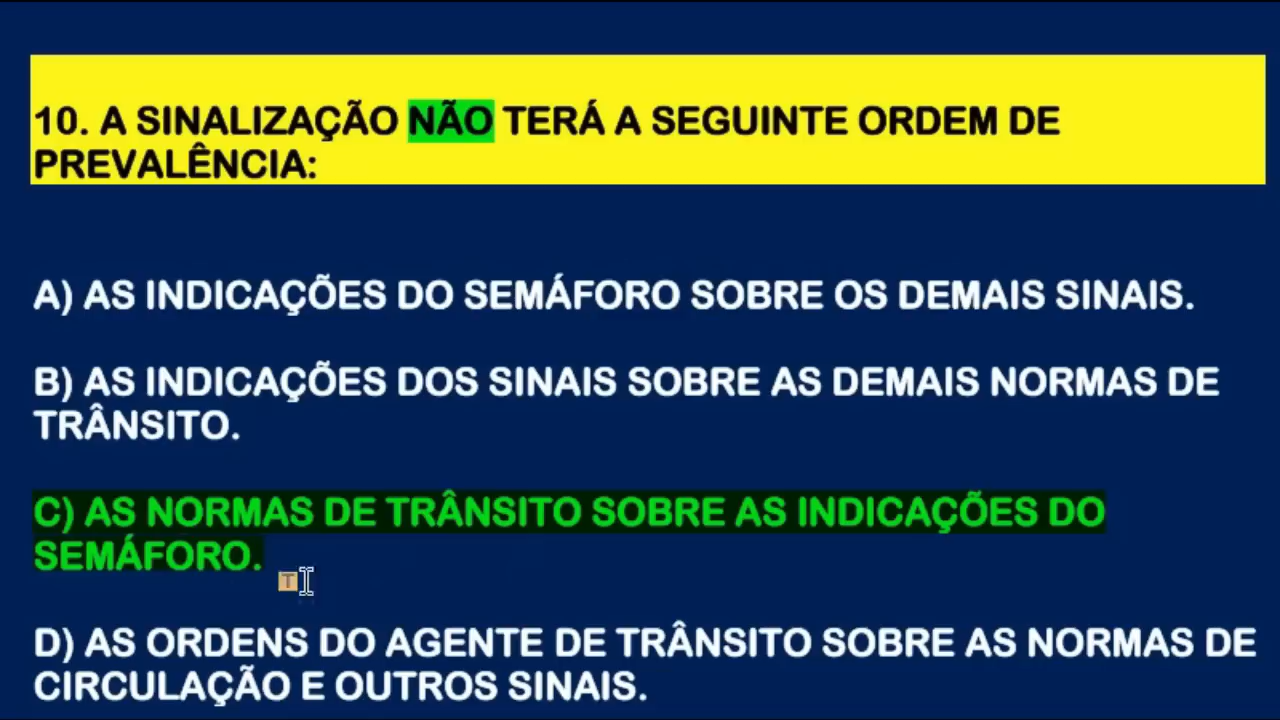 10. A SINALIZAÇÃO NÃO TERÁ A SEGUINTE ORDEM DE
PREVALÊNCIA:
A) AS INDICAÇÕES DO SEMÁFORO SOBRE OS DEMAIS SINAIS.
B) AS INDICAÇÕES DOS SINAIS SOBRE AS DEMAIS NORMAS DE
TRÂNSITO.
C) AS NORMAS DE TRÂNSITO SOBRE AS INDICAÇÕES DO
SEMÁFORO.
T
D) AS ORDENS DO AGENTE DE TRÂNSITO SOBRE AS NORMAS DE
CIRCULAÇÃO E OUTROS SINAIS.